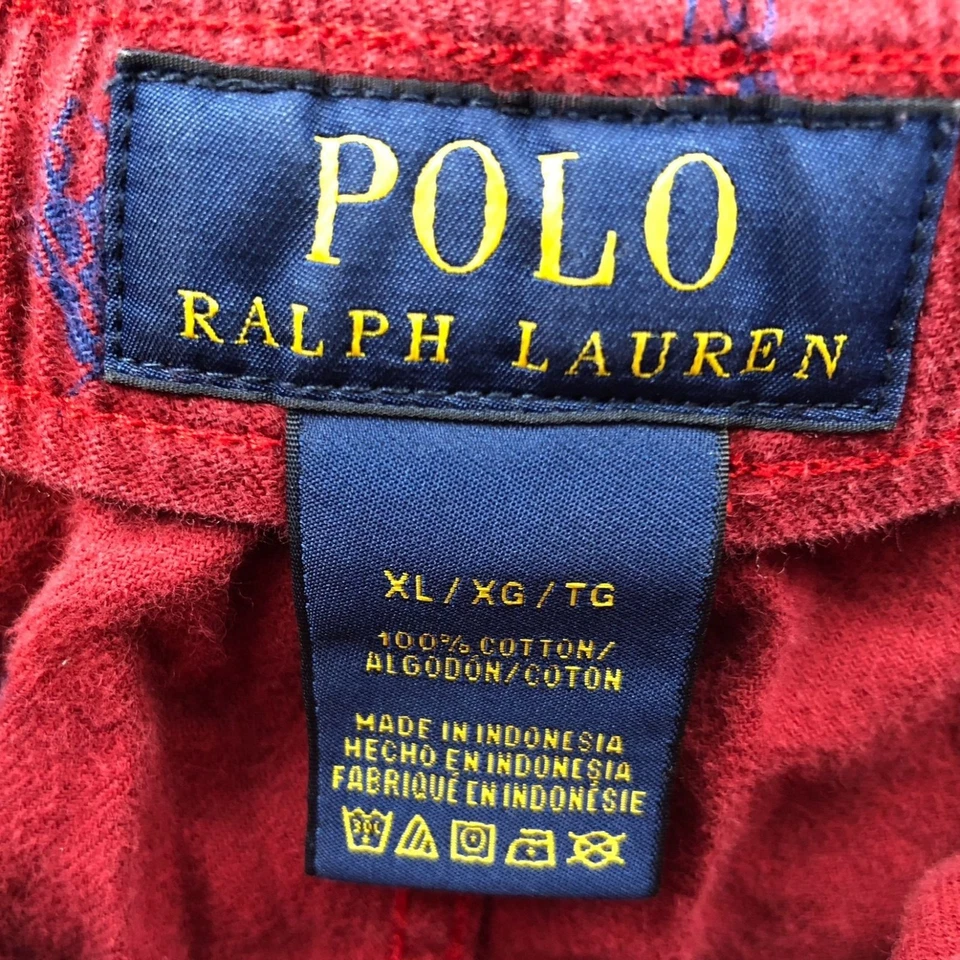 POLO
RALPH LAUREN
XL / XG / TG
100% COTTON/
ALGODÓN/COTON
MADE IN INDONESIA
HECHO EN INDONESIA
FABRIQUÉ EN INDONÉSIE
30C